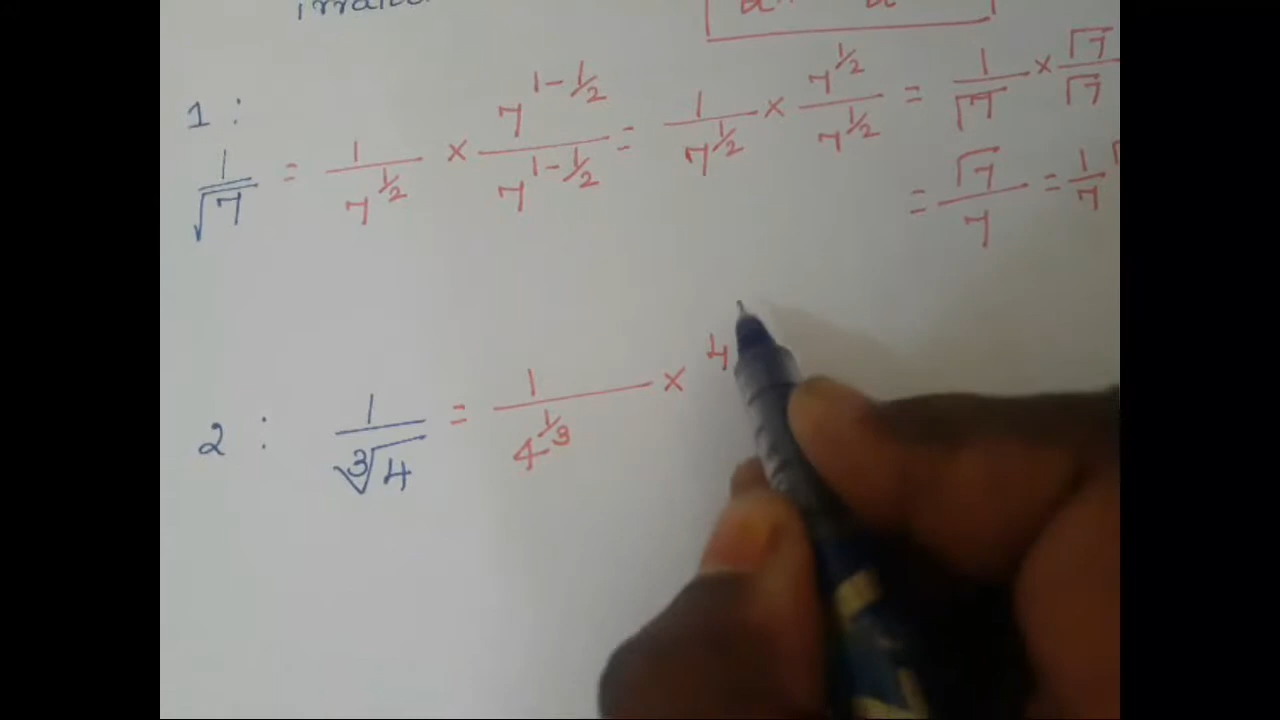 1 : 1/√7 = 1/7^(1/2) × 7^(1-1/2)/7^(1-1/2) = 1/7^(1/2) × 7^(1/2)/7^(1/2) = 1/√7 × √7/√7
= √7/7 = 1/7
2 : 1/∛4 = 1/4^(1/3) × 4